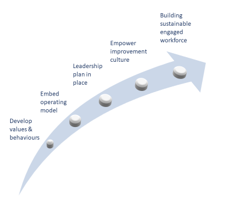 Building
sustainable
engaged
workforce
Empower
improvement
culture
Leadership
plan in
place
Embed
operating
model
Develop
values &
behaviours